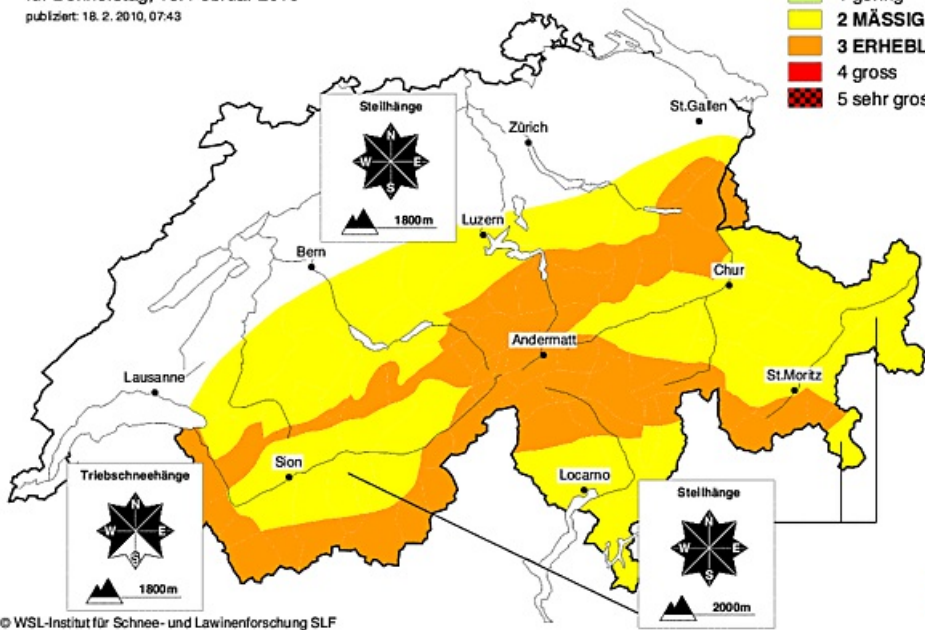 publiziert: 18. 2. 2010, 07:43
2 MÄSSIG
3 ERHEBL
4 gross
5 sehr gros
Steilhänge
N
W E
S
1800m
St.Gallen
Zürich
Luzern
Bern
Chur
Andermatt
Lausanne
St.Moritz
Sion
Locarno
Triebschneehänge
N
W E
S
1800m
Steilhänge
N
W E
S
2000m
© WSL-Institut für Schnee- und Lawinenforschung SLF